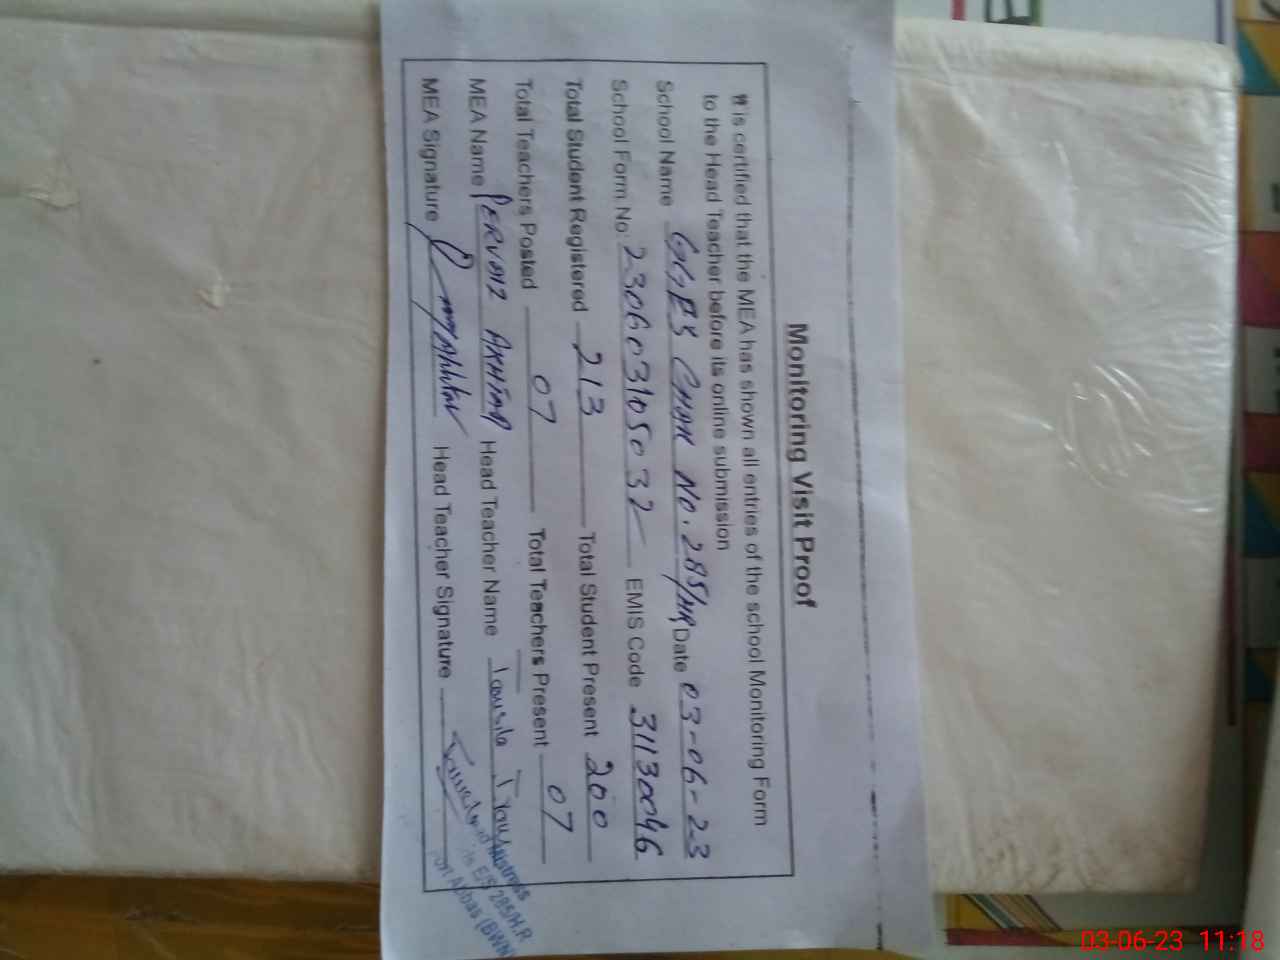 Monitoring Visit Proof
It is certified that the MEA has shown all entries of the school Monitoring Form
to the Head Teacher before its online submission
School Name GGES CHAK NO. 285/HR Date 03-06-23
School Form No. 230603105032 EMIS Code 31130046
Total Student Registered 213 Total Student Present 200
Total Teachers Posted 07 Total Teachers Present 07
MEA Name PERVAIZ AKHTAR Head Teacher Name
MEA Signature Head Teacher Signature
E/S 285/H.R
Abbas (BWN)
03-06-23 11:18